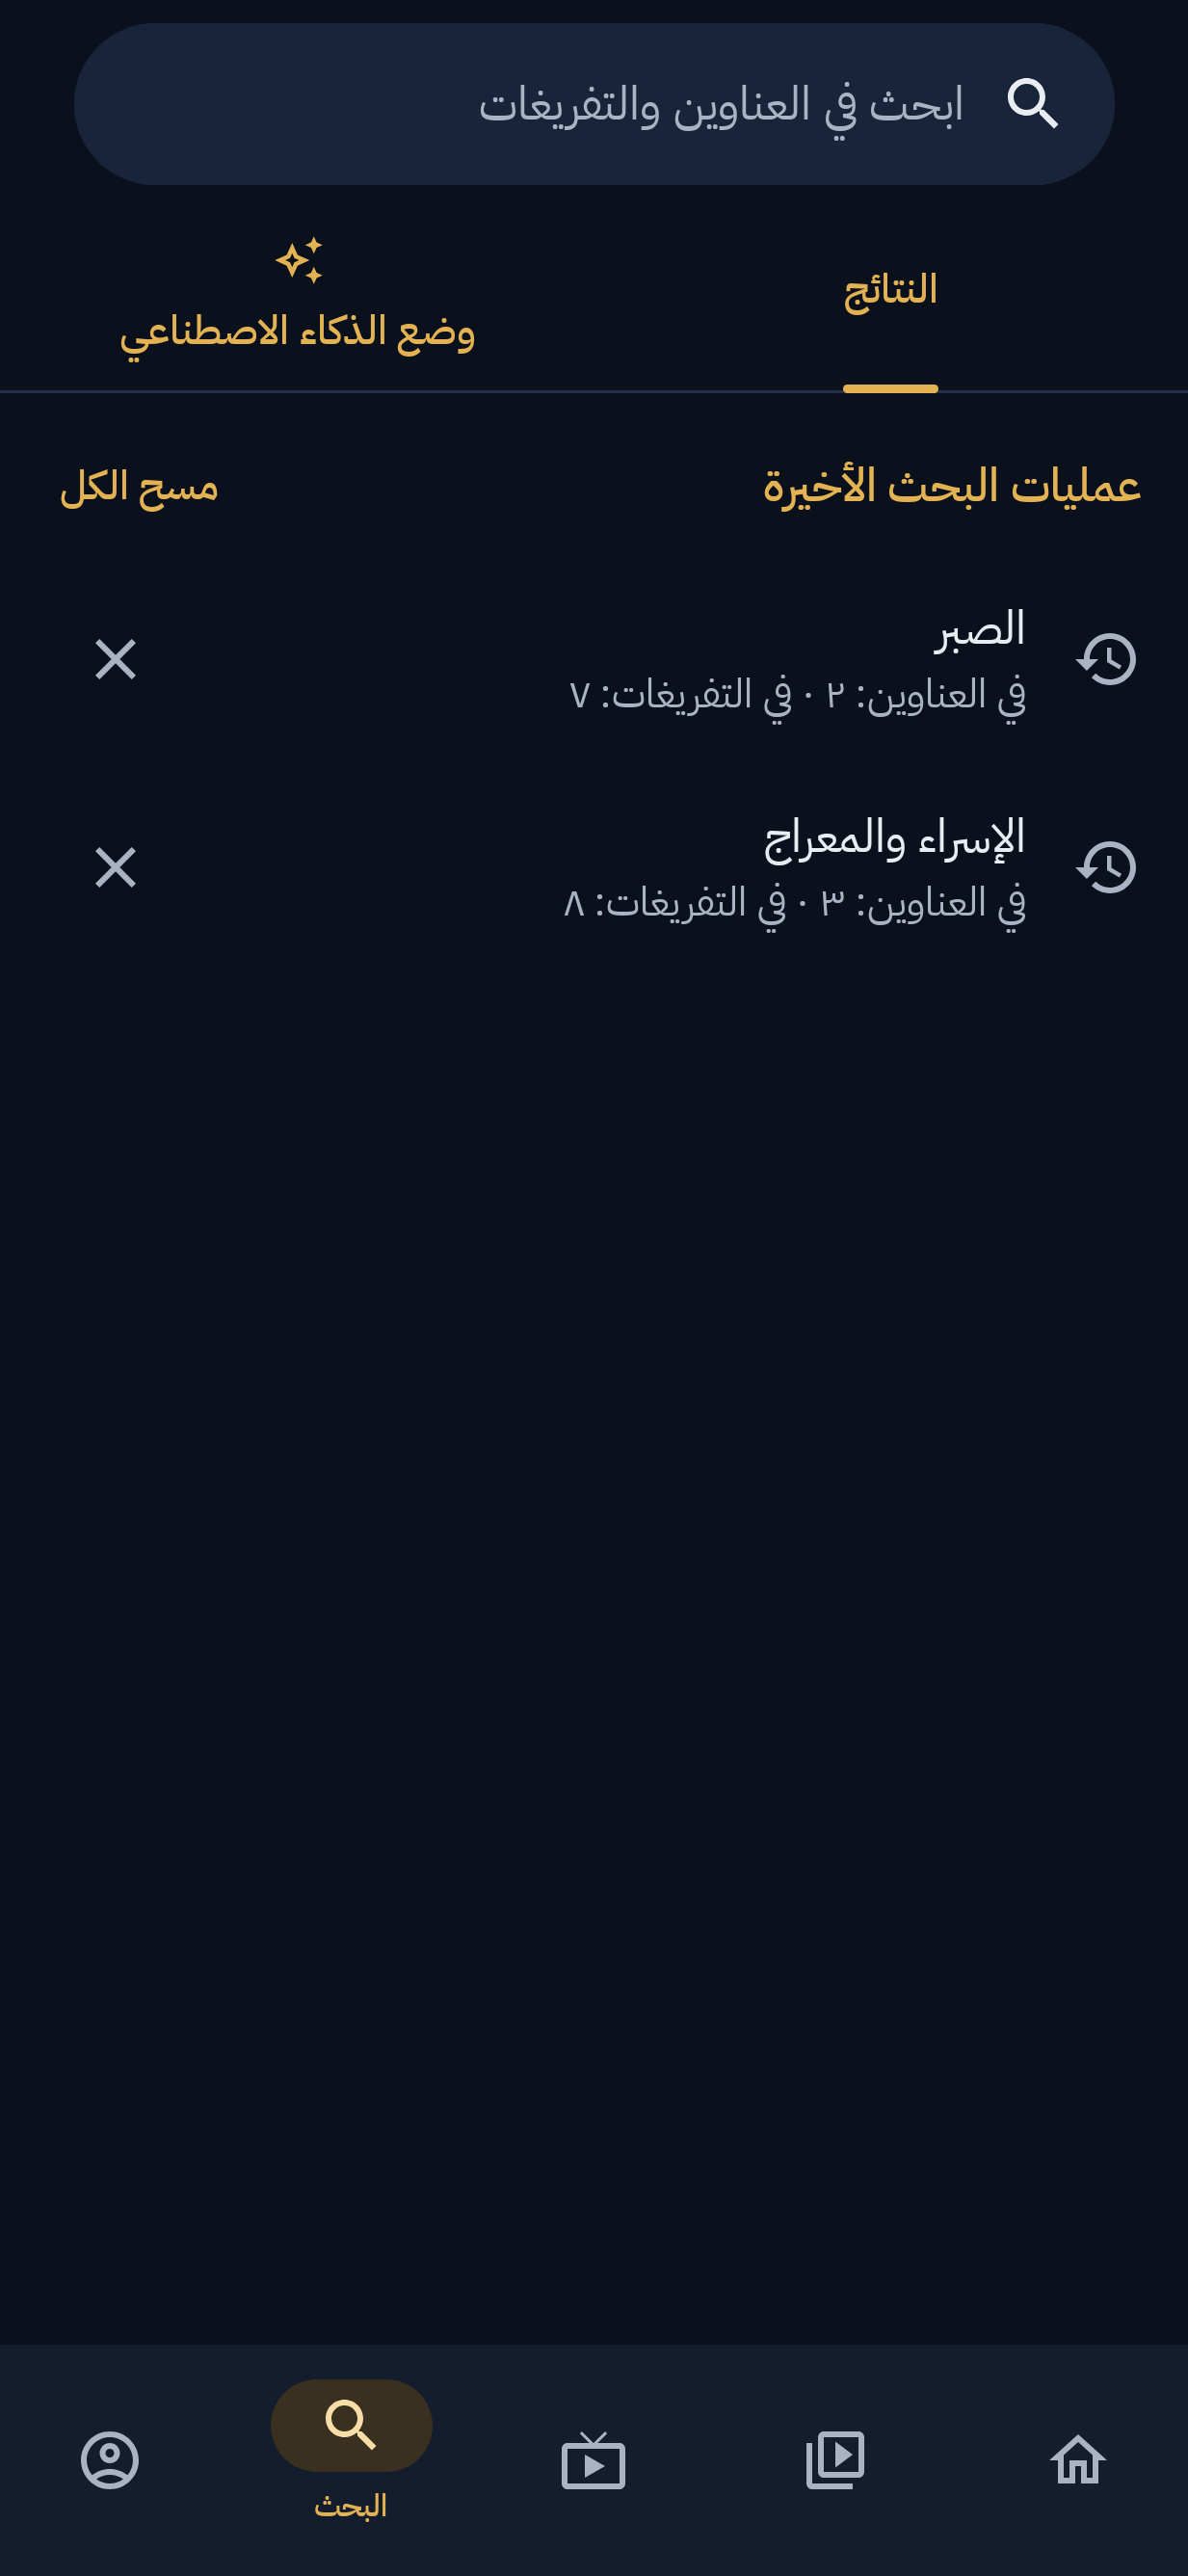 ابحث في العناوين والتفريغات
النتائج
وضع الذكاء الاصطناعي
عمليات البحث الأخيرة
مسح الكل
الصبر
في العناوين: ٢ · في التفريغات: ٧
الإسراء والمعراج
في العناوين: ٣ · في التفريغات: ٨
البحث